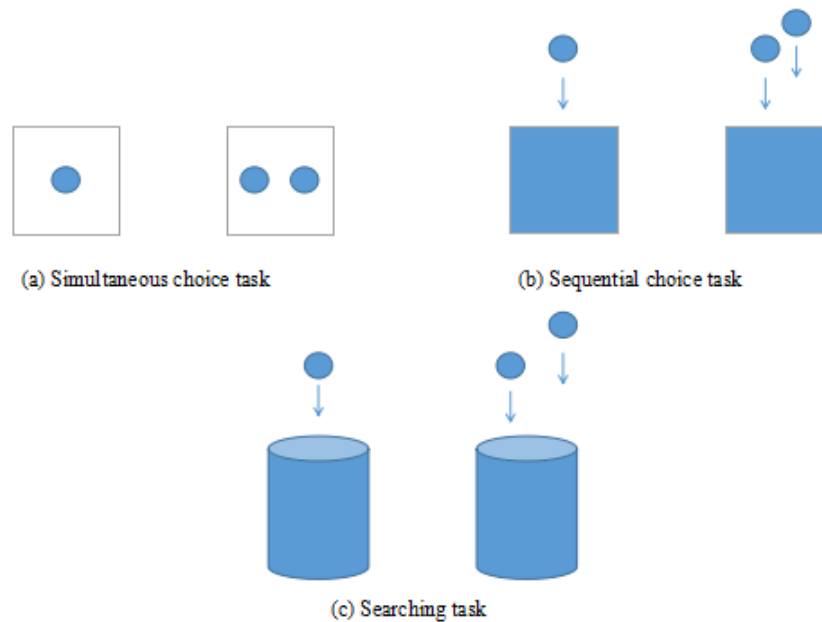 (a) Simultaneous choice task
(b) Sequential choice task
(c) Searching task